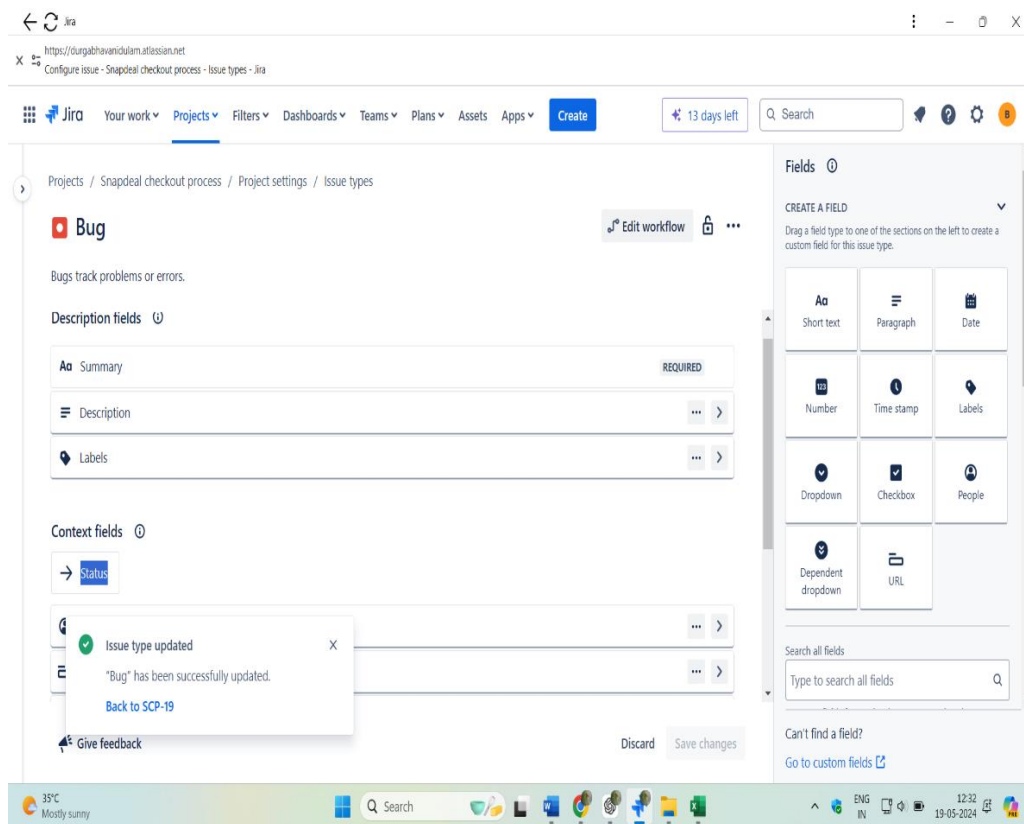 Jira
https://durgabhavanidulam.atlassian.net
Configure issue - Snapdeal checkout process - Issue types - Jira
Jira Your work Projects Filters Dashboards Teams Plans Assets Apps Create 13 days left Search B
Projects / Snapdeal checkout process / Project settings / Issue types
Bug
Edit workflow
Bugs track problems or errors.
Description fields
Aa Summary REQUIRED
Description
Labels
Context fields
Status
Issue type updated
"Bug" has been successfully updated.
Back to SCP-19
Give feedback
Discard Save changes
Fields
CREATE A FIELD
Drag a field type to one of the sections on the left to create a
custom field for this issue type.
Aa
Short text Paragraph Date
123
Number Time stamp Labels
Dropdown Checkbox People
Dependent
dropdown
URL
Search all fields
Type to search all fields
Can't find a field?
Go to custom fields
35°C
Mostly sunny
Search
ENG
IN
12:32
19-05-2024
PRE